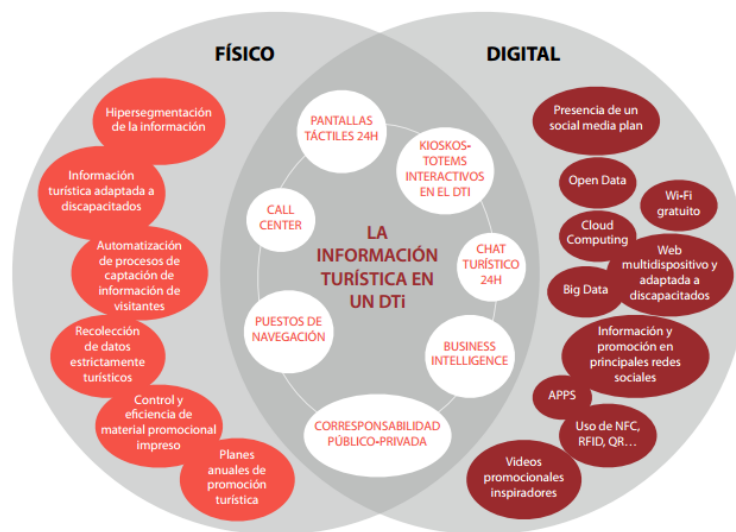 FÍSICO
Hipersegmentación
de la información
Información
turística adaptada a
discapacitados
Automatización
de procesos de
captación de
información de
visitantes
Recolección
de datos
estrictamente
turísticos
Control y
eficiencia de
material promocional
impreso
Planes
anuales de
promoción
turística
PANTALLAS
TÁCTILES 24H
KIOSKOS-
TOTEMS
INTERACTIVOS
EN EL DTI
CALL
CENTER
LA
INFORMACIÓN
TURÍSTICA EN
UN DTi
CHAT
TURÍSTICO
24H
PUESTOS DE
NAVEGACIÓN
BUSINESS
INTELLIGENCE
CORRESPONSABILIDAD
PÚBLICO-PRIVADA
DIGITAL
Presencia de un
social media plan
Open Data
Wi-Fi
gratuito
Cloud
Computing
Web
multidispositivo y
adaptada a
discapacitados
Big Data
Información y
promoción en
principales redes
sociales
APPS
Uso de NFC,
RFID, QR...
Videos
promocionales
inspiradores